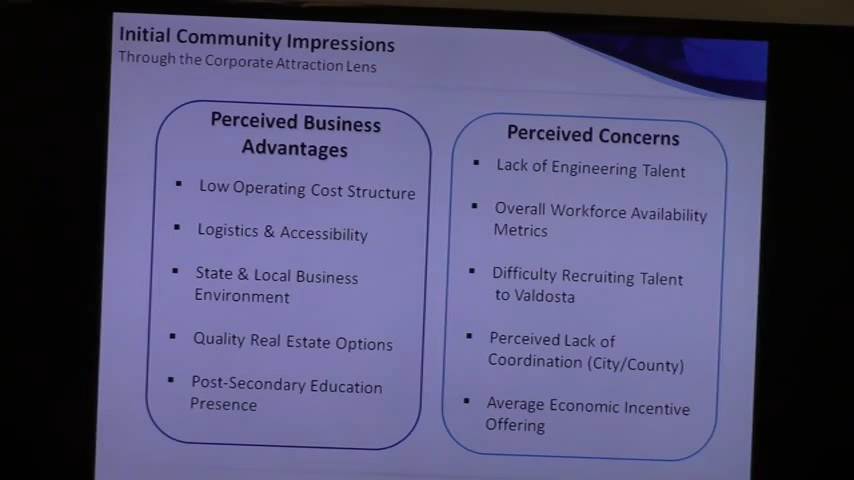 Initial Community Impressions
Through the Corporate Attraction Lens
Perceived Business
Advantages
▪ Low Operating Cost Structure
▪ Logistics & Accessibility
▪ State & Local Business
Environment
▪ Quality Real Estate Options
▪ Post-Secondary Education
Presence
Perceived Concerns
▪ Lack of Engineering Talent
▪ Overall Workforce Availability
Metrics
▪ Difficulty Recruiting Talent
to Valdosta
▪ Perceived Lack of
Coordination (City/County)
▪ Average Economic Incentive
Offering